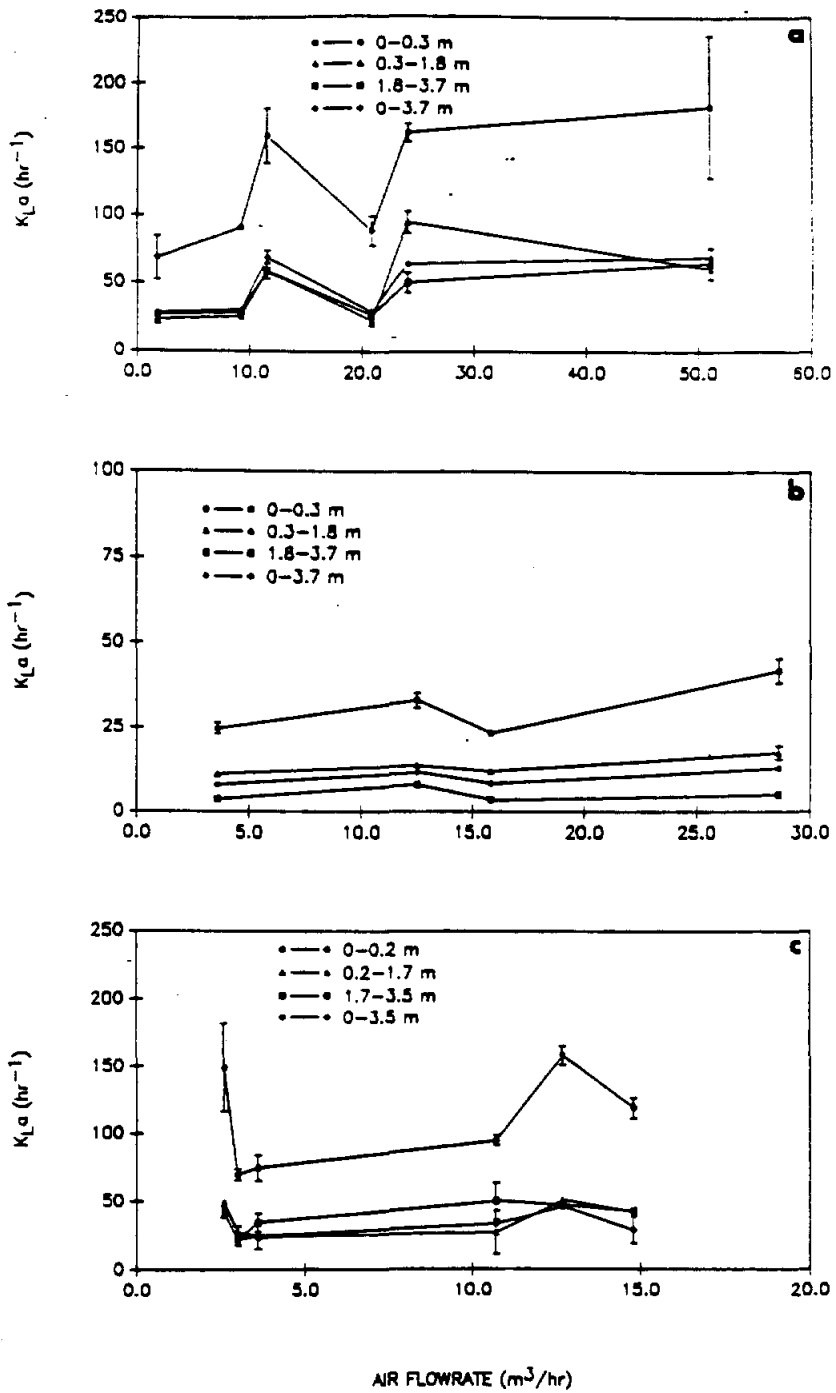 a
250
200
150
100
50
0
K_La (hr⁻¹)
0–0.3 m
0.3–1.8 m
1.8–3.7 m
0–3.7 m
0.0 10.0 20.0 30.0 40.0 50.0 60.0
b
100
75
50
25
0
K_La (hr⁻¹)
0–0.3 m
0.3–1.8 m
1.8–3.7 m
0–3.7 m
0.0 5.0 10.0 15.0 20.0 25.0 30.0
c
250
200
150
100
50
0
K_La (hr⁻¹)
0–0.2 m
0.2–1.7 m
1.7–3.5 m
0–3.5 m
0.0 5.0 10.0 15.0 20.0
AIR FLOWRATE (m³/hr)